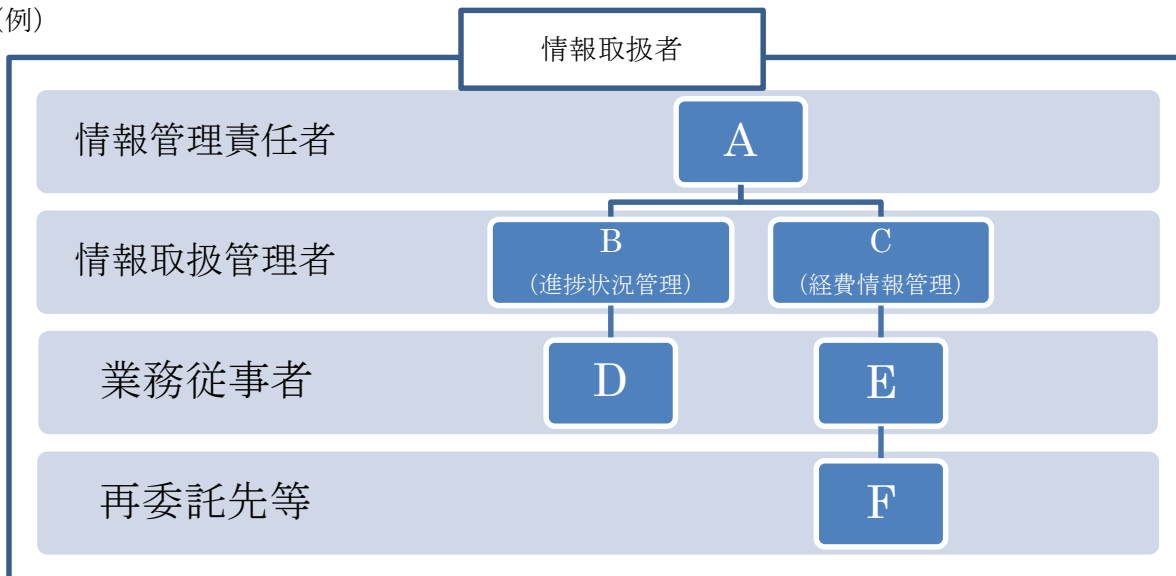 （例）
情報取扱者
情報管理責任者
A
情報取扱管理者
B
（進捗状況管理）
C
（経費情報管理）
業務従事者
D
E
再委託先等
F